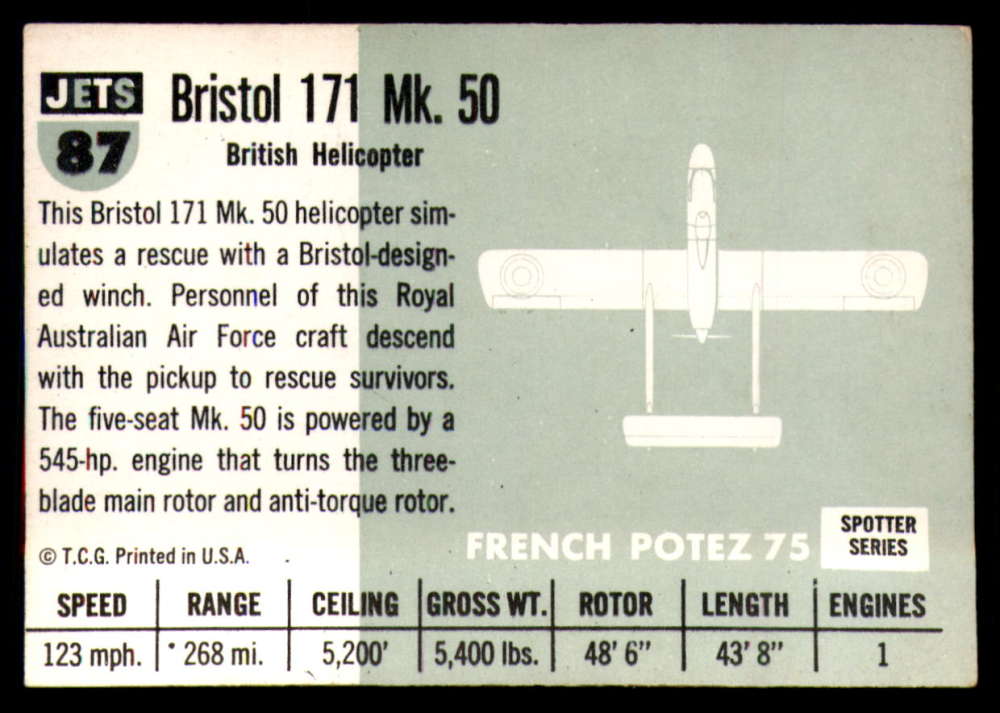 JETS
87
Bristol 171 Mk. 50
British Helicopter
This Bristol 171 Mk. 50 helicopter sim-
ulates a rescue with a Bristol-design-
ed winch. Personnel of this Royal
Australian Air Force craft descend
with the pickup to rescue survivors.
The five-seat Mk. 50 is powered by a
545-hp. engine that turns the three-
blade main rotor and anti-torque rotor.
© T.C.G. Printed in U.S.A.
FRENCH POTEZ 75
SPOTTER
SERIES
SPEED RANGE CEILING GROSS WT. ROTOR LENGTH ENGINES
123 mph. 268 mi. 5,200' 5,400 lbs. 48' 6" 43' 8" 1